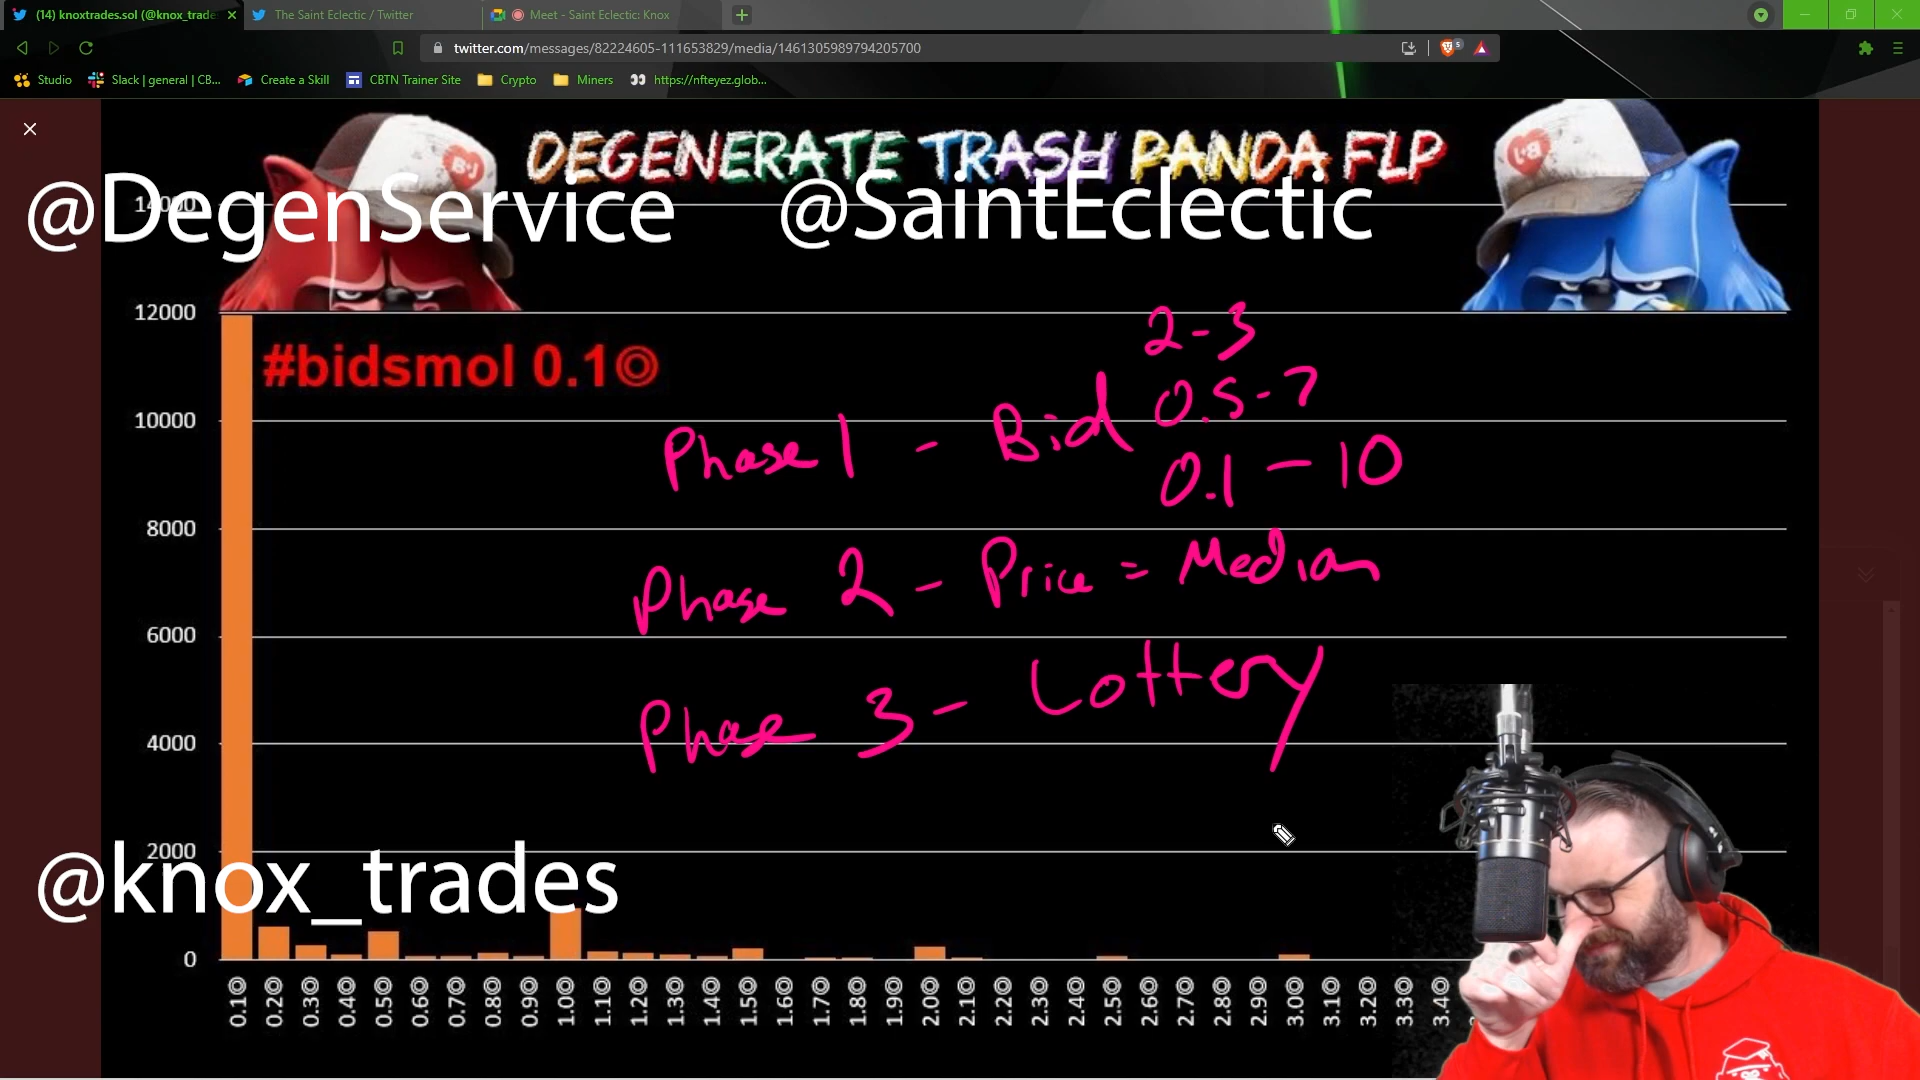 (14) knoxtrades.sol (@knox_trade
The Saint Eclectic / Twitter
Meet - Saint Eclectic: Knox
twitter.com/messages/82224605-111653829/media/1461305989794205700
5
Studio
Slack | general | CB...
Create a Skill
CBTN Trainer Site
Crypto
Miners
https://nfteyez.glob...
DEGENERATE TRASH PANDA FLP
B+J
B+J
@DegenService
@SaintEclectic
14000
12000
#bidsmol 0.1◎
2-3
0.5-7
Phase 1 - Bid
0.1 - 10
10000
8000
Phase 2 - Price = Median
6000
Phase 3 - Lottery
4000
2000
@knox_trades
0
0.1◎ 0.2◎ 0.3◎ 0.4◎ 0.5◎ 0.6◎ 0.7◎ 0.8◎ 0.9◎ 1.0◎ 1.1◎ 1.2◎ 1.3◎ 1.4◎ 1.5◎ 1.6◎ 1.7◎ 1.8◎ 1.9◎ 2.0◎ 2.1◎ 2.2◎ 2.3◎ 2.4◎ 2.5◎ 2.6◎ 2.7◎ 2.8◎ 2.9◎ 3.0◎ 3.1◎ 3.2◎ 3.3◎ 3.4◎